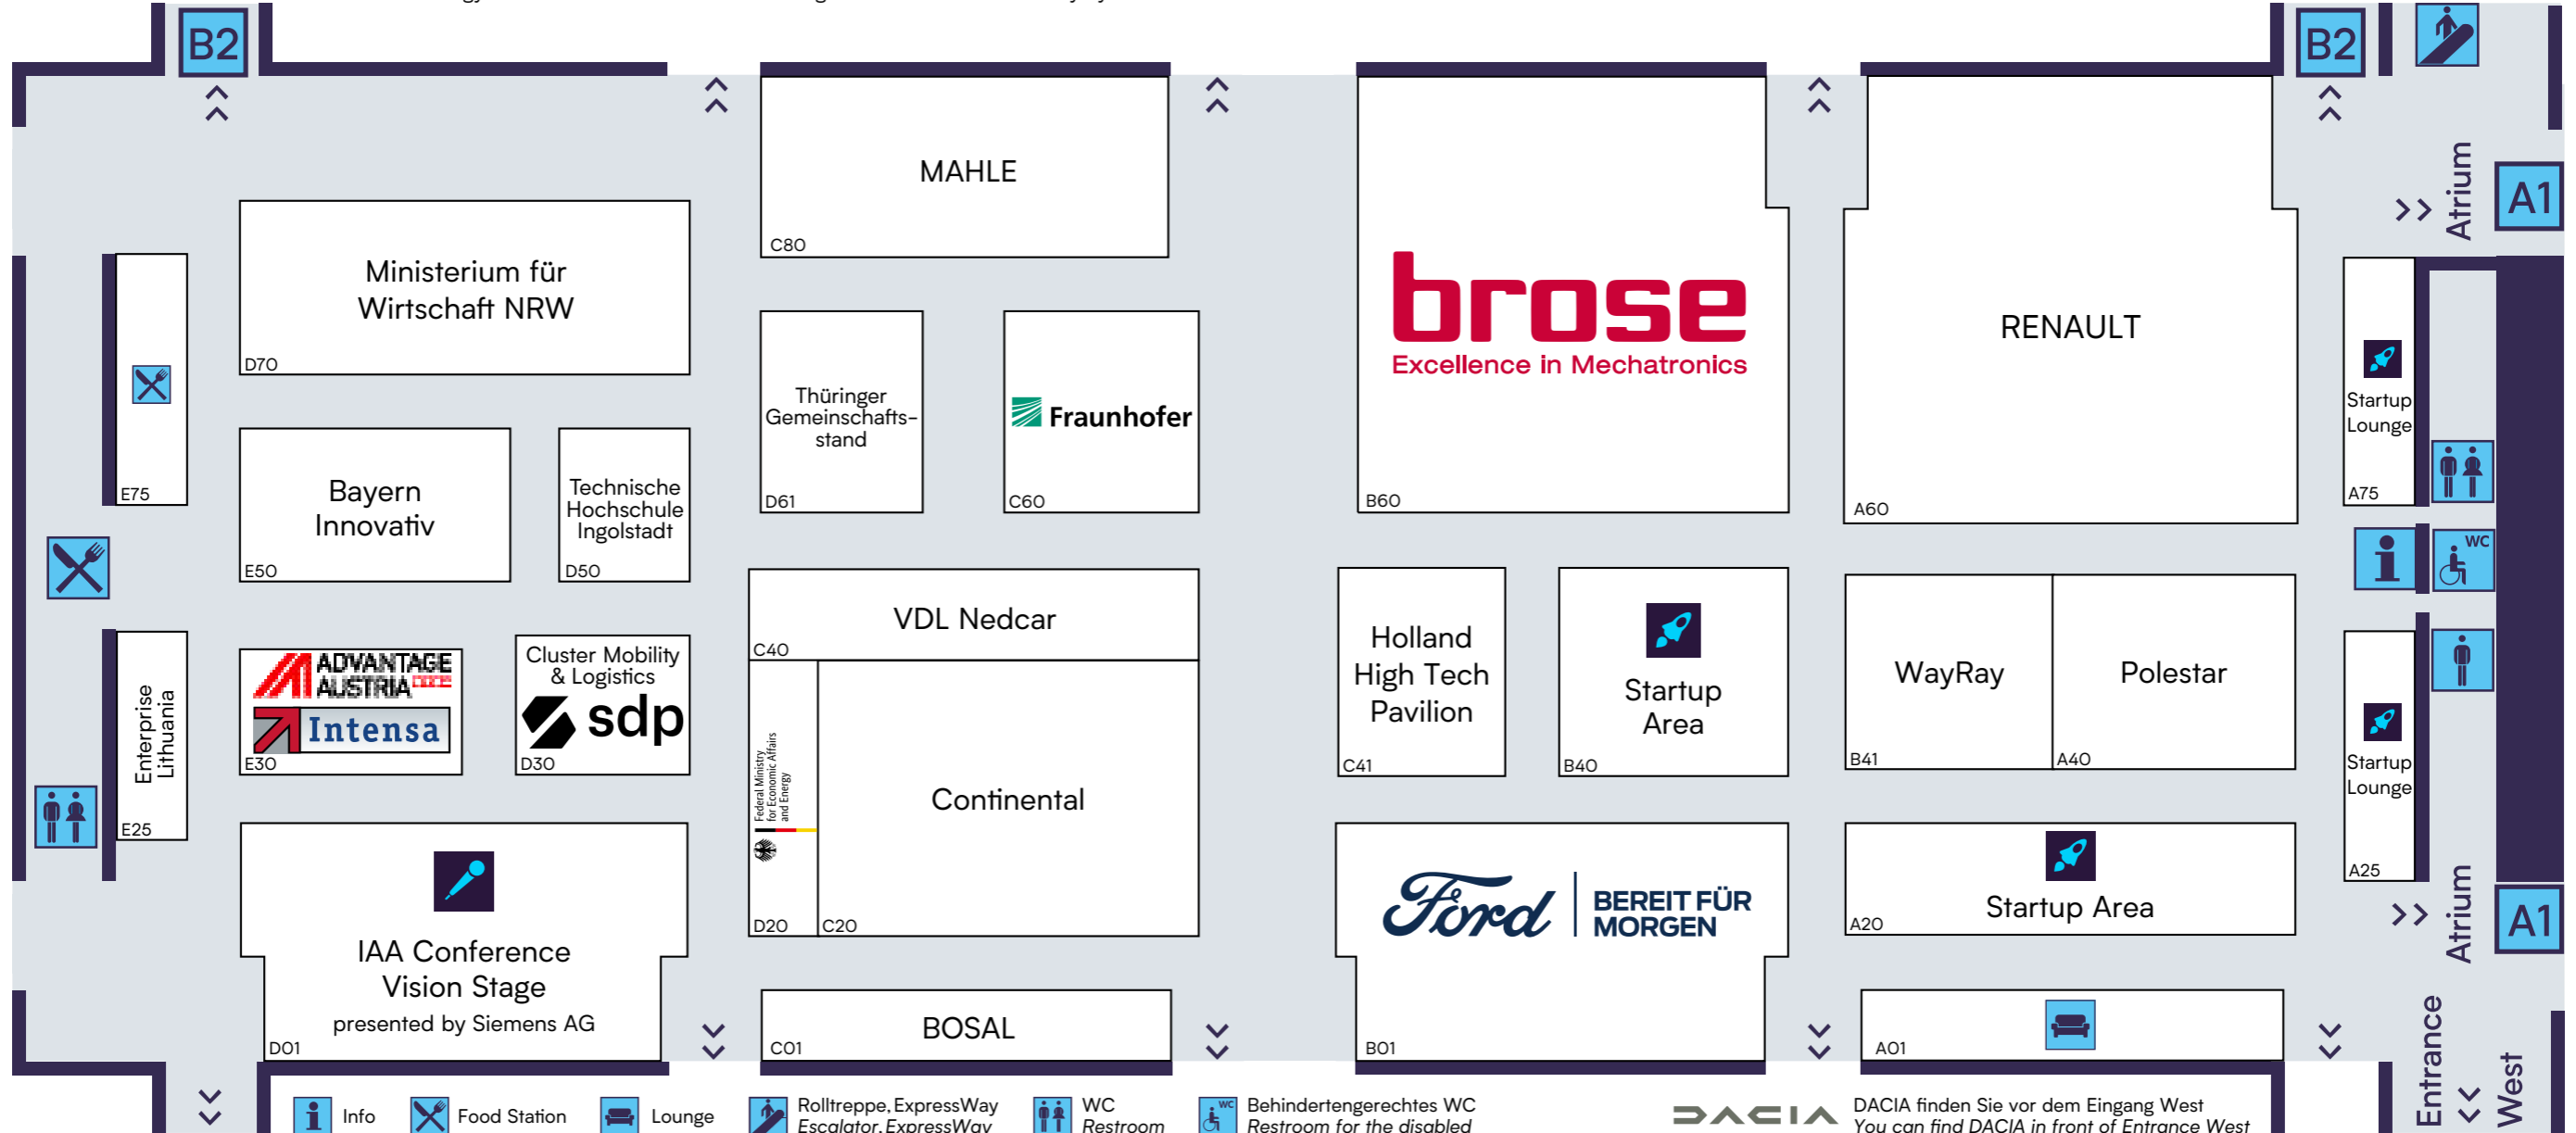 B2
B2
MAHLE
C80
Atrium
A1
Ministerium für
Wirtschaft NRW
D70
brose
Excellence in Mechatronics
B60
RENAULT
A60
E75
Thüringer
Gemeinschafts-
stand
D61
Fraunhofer
C60
Startup
Lounge
A75
Bayern
Innovativ
E50
Technische
Hochschule
Ingolstadt
D50
WC
VDL Nedcar
C40
Holland
High Tech
Pavilion
C41
Startup
Area
B40
WayRay
B41
Polestar
A40
Enterprise
Lithuania
E25
ADVANTAGE
AUSTRIA
Intensa
E30
Cluster Mobility
& Logistics
sdp
D30
Federal Ministry
for Economic Affairs
and Energy
D20
Continental
C20
Startup
Lounge
A25
IAA Conference
Vision Stage
presented by Siemens AG
D01
Ford
BEREIT FÜR
MORGEN
B01
Startup Area
A20
Atrium
A1
BOSAL
C01
A01
Entrance
West
Info
Food Station
Lounge
Rolltreppe, ExpressWay
Escalator, ExpressWay
WC
Restroom
WC
Behindertengerechtes WC
Restroom for the disabled
DACIA
DACIA finden Sie vor dem Eingang West
You can find DACIA in front of Entrance West